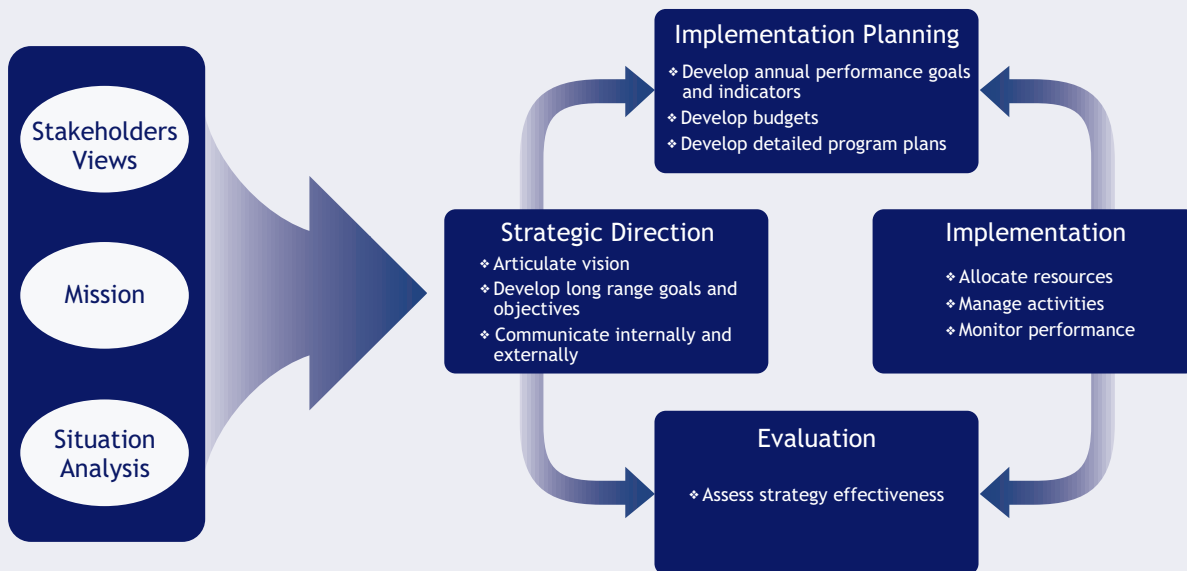 Stakeholders
Views
Mission
Situation
Analysis
Strategic Direction
❖ Articulate vision
❖ Develop long range goals and
objectives
❖ Communicate internally and
externally
Implementation Planning
❖ Develop annual performance goals
and indicators
❖ Develop budgets
❖ Develop detailed program plans
Implementation
❖ Allocate resources
❖ Manage activities
❖ Monitor performance
Evaluation
❖ Assess strategy effectiveness